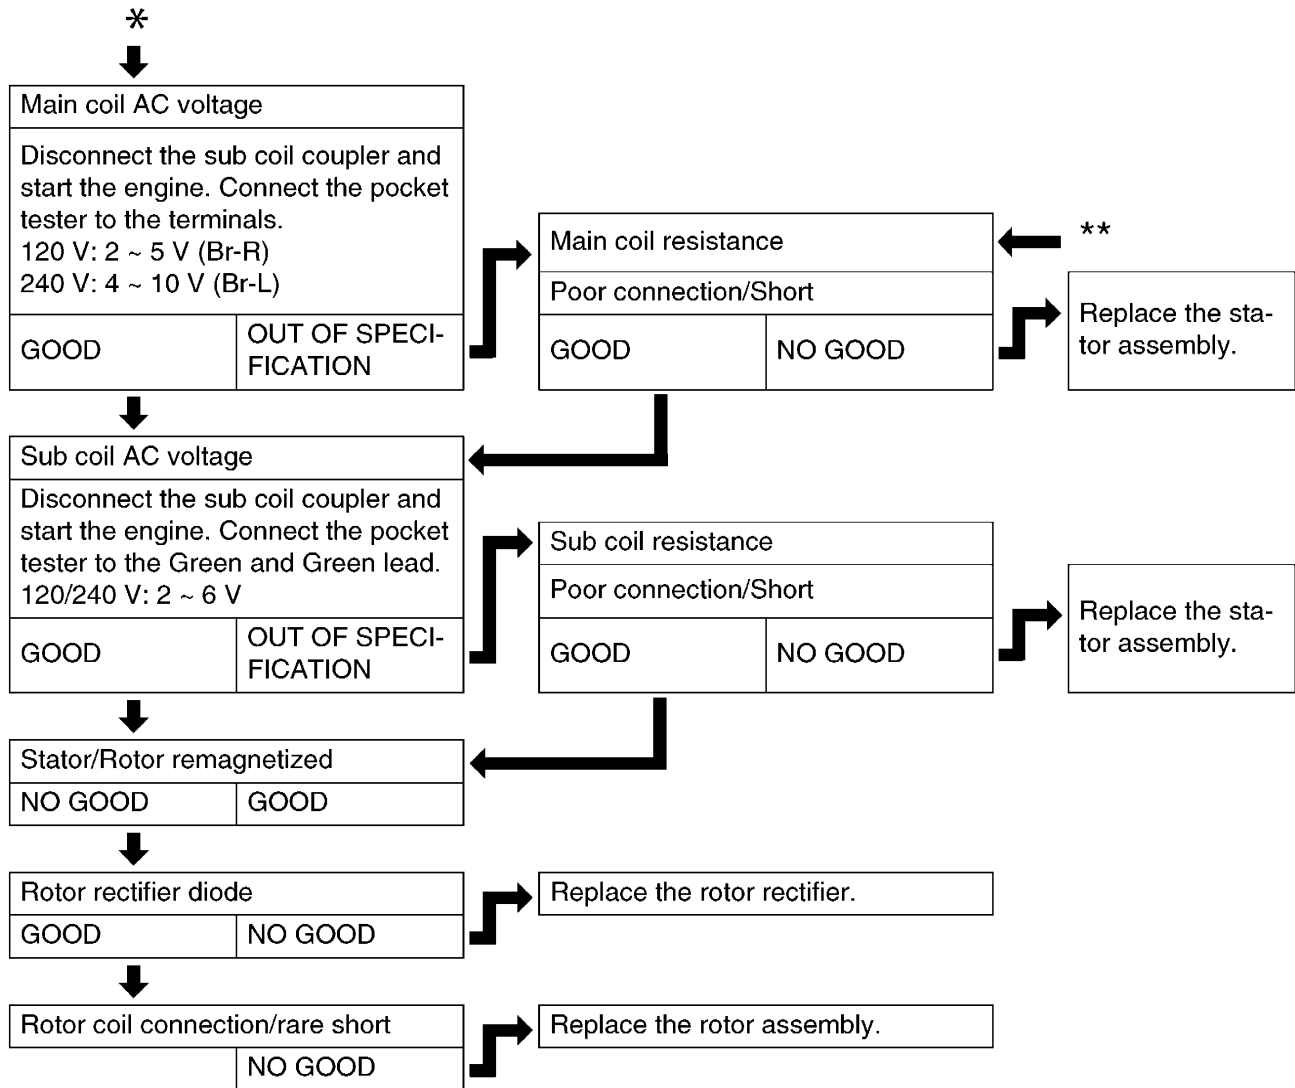 *
Main coil AC voltage
Disconnect the sub coil coupler and
start the engine. Connect the pocket
tester to the terminals.
120 V: 2 ~ 5 V (Br-R)
240 V: 4 ~ 10 V (Br-L)
GOOD
OUT OF SPECI-
FICATION
Main coil resistance
**
Poor connection/Short
GOOD
NO GOOD
Replace the sta-
tor assembly.
Sub coil AC voltage
Disconnect the sub coil coupler and
start the engine. Connect the pocket
tester to the Green and Green lead.
120/240 V: 2 ~ 6 V
GOOD
OUT OF SPECI-
FICATION
Sub coil resistance
Poor connection/Short
GOOD
NO GOOD
Replace the sta-
tor assembly.
Stator/Rotor remagnetized
NO GOOD
GOOD
Rotor rectifier diode
GOOD
NO GOOD
Replace the rotor rectifier.
Rotor coil connection/rare short
NO GOOD
Replace the rotor assembly.